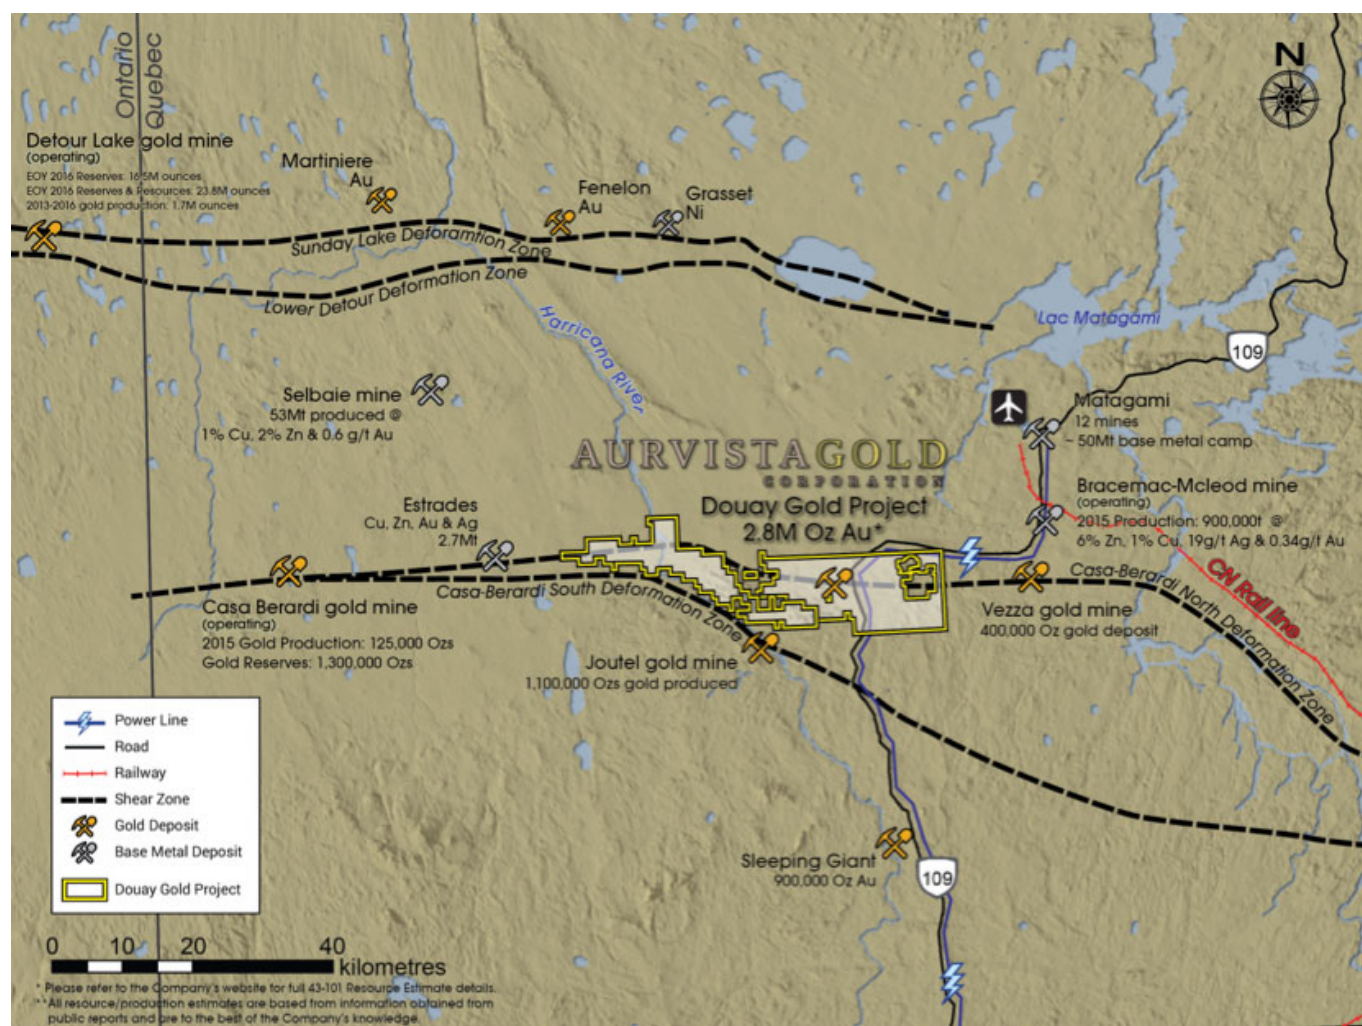 Ontario
Quebec
N
Detour Lake gold mine
(operating)
EOY 2016 Reserves: 16.5M ounces
EOY 2016 Reserves & Resources: 23.8M ounces
2013-2016 gold production: 1.7M ounces
Martiniere
Au
Fenelon
Au
Grasset
Ni
Sunday Lake Deforamtion Zone
Lower Detour Deformation Zone
Harricana River
Lac Matagami
109
Selbaie mine
53Mt produced @
1% Cu, 2% Zn & 0.6 g/t Au
Matagami
12 mines
~ 50Mt base metal camp
AURVISTAGOLD
CORPORATION
Douay Gold Project
2.8M Oz Au*
Bracemac-Mcleod mine
(operating)
2015 Production: 900,000t @
6% Zn, 1% Cu, 19g/t Ag & 0.34g/t Au
Estrades
Cu, Zn, Au & Ag
2.7Mt
CN Rail line
Casa-Berardi North Deformation Zone
Casa-Berardi South Deformation Zone
Casa Berardi gold mine
(operating)
2015 Gold Production: 125,000 Ozs
Gold Reserves: 1,300,000 Ozs
Vezza gold mine
400,000 Oz gold deposit
Joutel gold mine
1,100,000 Ozs gold produced
Power Line
Road
Railway
Shear Zone
Gold Deposit
Base Metal Deposit
Douay Gold Project
Sleeping Giant
900,000 Oz Au
109
0 10 20 40
kilometres
* Please refer to the Company's website for full 43-101 Resource Estimate details.
**All resource/production estimates are based from information obtained from
public reports and are to the best of the Company's knowledge.